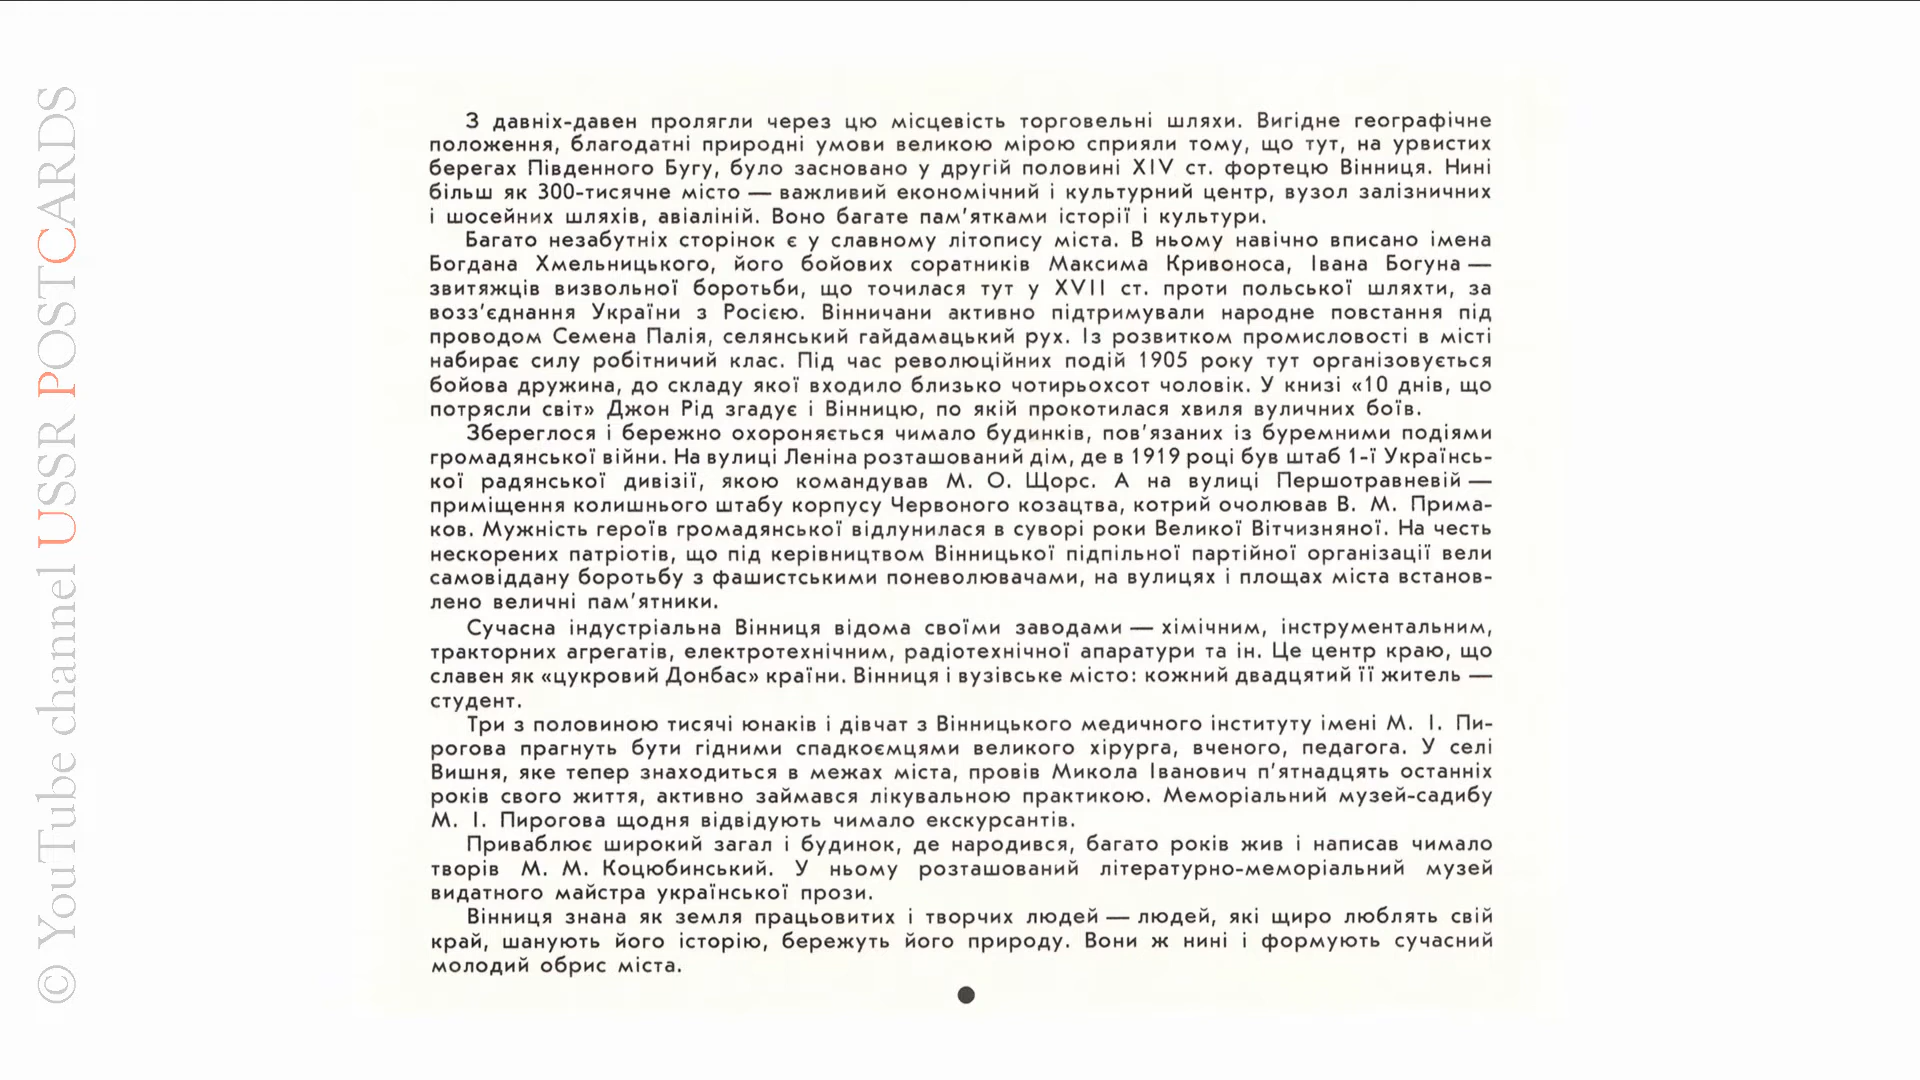 З давніх-давен пролягли через цю місцевість торговельні шляхи. Вигідне географічне
положення, благодатні природні умови великою мірою сприяли тому, що тут, на урвистих
берегах Південного Бугу, було засновано у другій половині XIV ст. фортецю Вінниця. Нині
більш як 300-тисячне місто — важливий економічний і культурний центр, вузол залізничних
і шосейних шляхів, авіаліній. Воно багате пам'ятками історії і культури.
Багато незабутніх сторінок є у славному літопису міста. В ньому навічно вписано імена
Богдана Хмельницького, його бойових соратників Максима Кривоноса, Івана Богуна —
звитяжців визвольної боротьби, що точилася тут у XVII ст. проти польської шляхти, за
возз'єднання України з Росією. Вінничани активно підтримували народне повстання під
проводом Семена Палія, селянський гайдамацький рух. Із розвитком промисловості в місті
набирає силу робітничий клас. Під час революційних подій 1905 року тут організовується
бойова дружина, до складу якої входило близько чотирьохсот чоловік. У книзі «10 днів, що
потрясли світ» Джон Рід згадує і Вінницю, по якій прокотилася хвиля вуличних боїв.
Збереглося і бережно охороняється чимало будинків, пов'язаних із буремними подіями
громадянської війни. На вулиці Леніна розташований дім, де в 1919 році був штаб 1-ї Українсь-
кої радянської дивізії, якою командував М. О. Щорс. А на вулиці Першотравневій —
приміщення колишнього штабу корпусу Червоного козацтва, котрий очолював В. М. Прима-
ков. Мужність героїв громадянської відлунилася в суворі роки Великої Вітчизняної. На честь
нескорених патріотів, що під керівництвом Вінницької підпільної партійної організації вели
самовіддану боротьбу з фашистськими поневолювачами, на вулицях і площах міста встанов-
лено величні пам'ятники.
Сучасна індустріальна Вінниця відома своїми заводами — хімічним, інструментальним,
тракторних агрегатів, електротехнічним, радіотехнічної апаратури та ін. Це центр краю, що
славен як «цукровий Донбас» країни. Вінниця і вузівське місто: кожний двадцятий її житель —
студент.
Три з половиною тисячі юнаків і дівчат з Вінницького медичного інституту імені М. І. Пи-
рогова прагнуть бути гідними спадкоємцями великого хірурга, вченого, педагога. У селі
Вишня, яке тепер знаходиться в межах міста, провів Микола Іванович п'ятнадцять останніх
років свого життя, активно займався лікувальною практикою. Меморіальний музей-садибу
М. І. Пирогова щодня відвідують чимало екскурсантів.
Приваблює широкий загал і будинок, де народився, багато років жив і написав чимало
творів М. М. Коцюбинський. У ньому розташований літературно-меморіальний музей
видатного майстра української прози.
Вінниця знана як земля працьовитих і творчих людей — людей, які щиро люблять свій
край, шанують його історію, бережуть його природу. Вони ж нині і формують сучасний
молодий обрис міста.
© YouTube channel USSR POSTCARDS